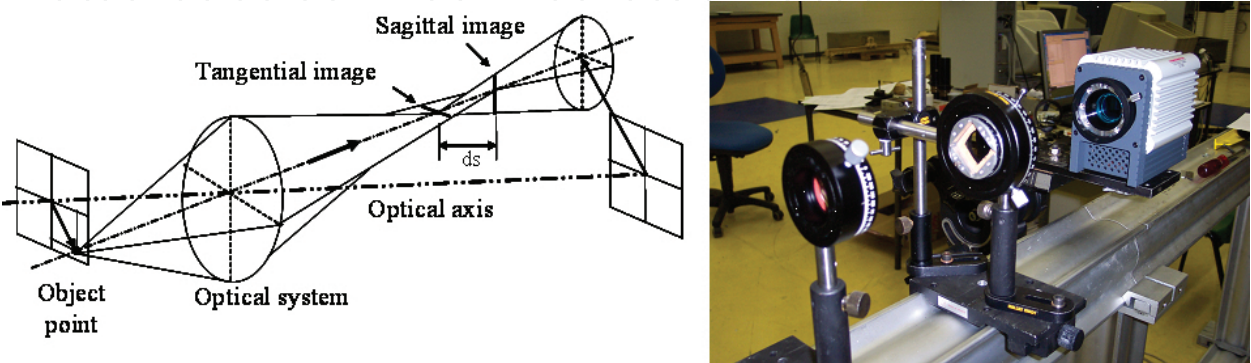 Sagittal image
Tangential image
ds
Optical axis
Object
point
Optical system